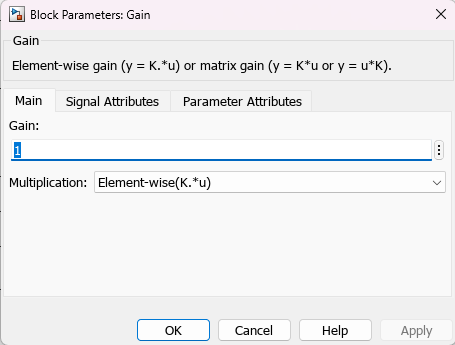 Block Parameters: Gain
Gain
Element-wise gain (y = K.*u) or matrix gain (y = K*u or y = u*K).
Main Signal Attributes Parameter Attributes
Gain:
1
Multiplication: Element-wise(K.*u)
OK Cancel Help Apply